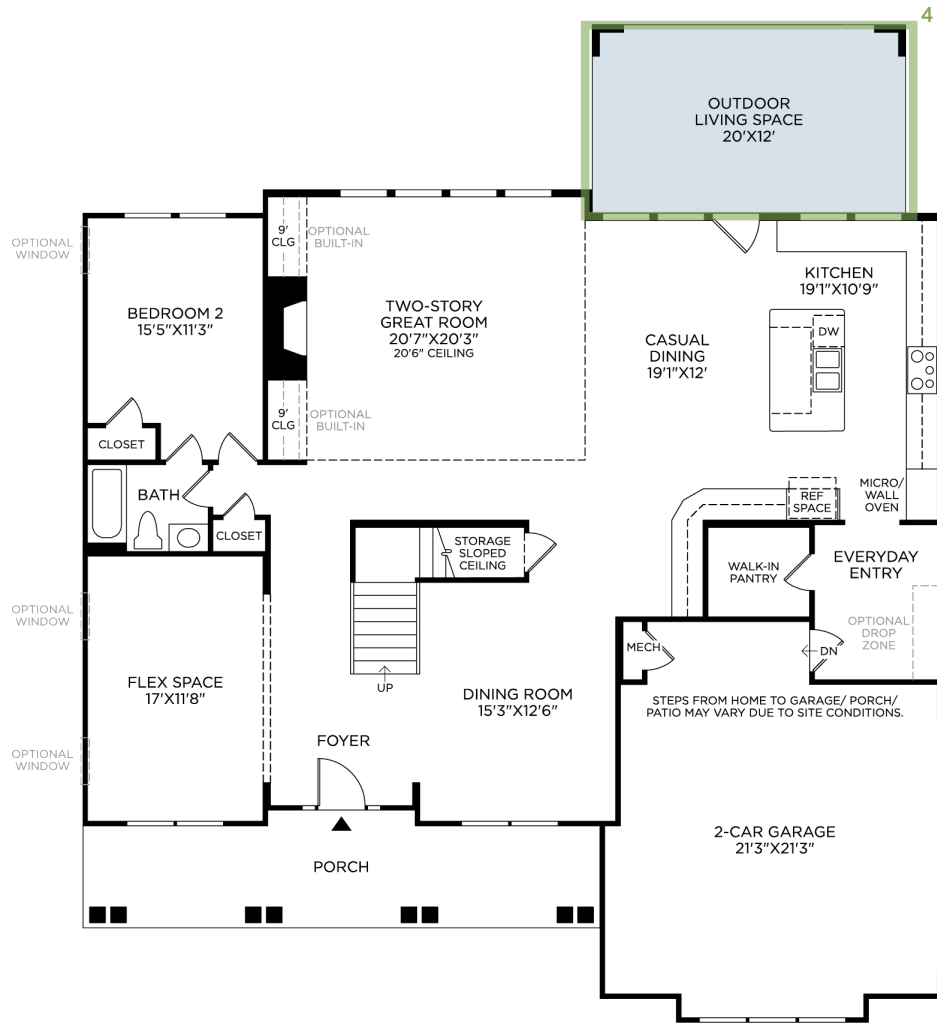 4
OUTDOOR
LIVING SPACE
20'X12'
OPTIONAL
WINDOW
9'
CLG
OPTIONAL
BUILT-IN
BEDROOM 2
15'5"X11'3"
TWO-STORY
GREAT ROOM
20'7"X20'3"
20'6" CEILING
KITCHEN
19'1"X10'9"
DW
CASUAL
DINING
19'1"X12'
9'
CLG
OPTIONAL
BUILT-IN
CLOSET
BATH
CLOSET
MICRO/
WALL
OVEN
REF
SPACE
STORAGE
SLOPED
CEILING
WALK-IN
PANTRY
EVERYDAY
ENTRY
OPTIONAL
WINDOW
OPTIONAL
DROP
ZONE
MECH
DN
UP
FLEX SPACE
17'X11'8"
DINING ROOM
15'3"X12'6"
STEPS FROM HOME TO GARAGE/ PORCH/
PATIO MAY VARY DUE TO SITE CONDITIONS.
OPTIONAL
WINDOW
FOYER
2-CAR GARAGE
21'3"X21'3"
PORCH